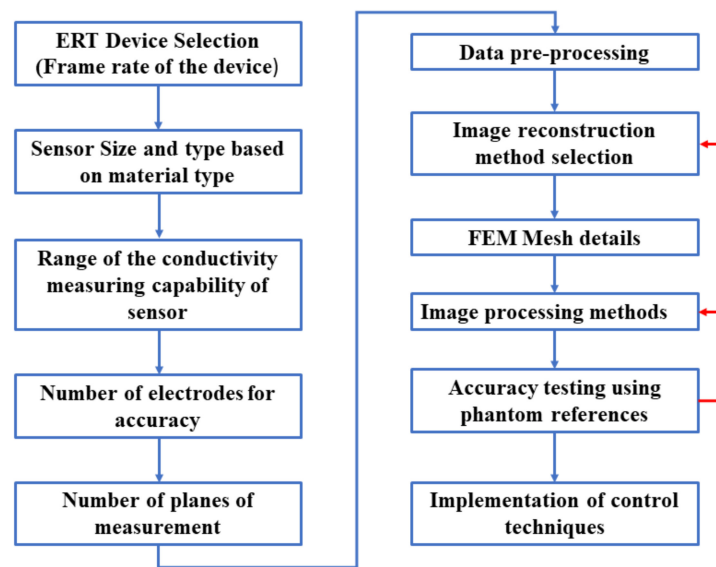 ERT Device Selection
(Frame rate of the device)
Sensor Size and type based
on material type
Range of the conductivity
measuring capability of
sensor
Number of electrodes for
accuracy
Number of planes of
measurement
Data pre-processing
Image reconstruction
method selection
FEM Mesh details
Image processing methods
Accuracy testing using
phantom references
Implementation of control
techniques